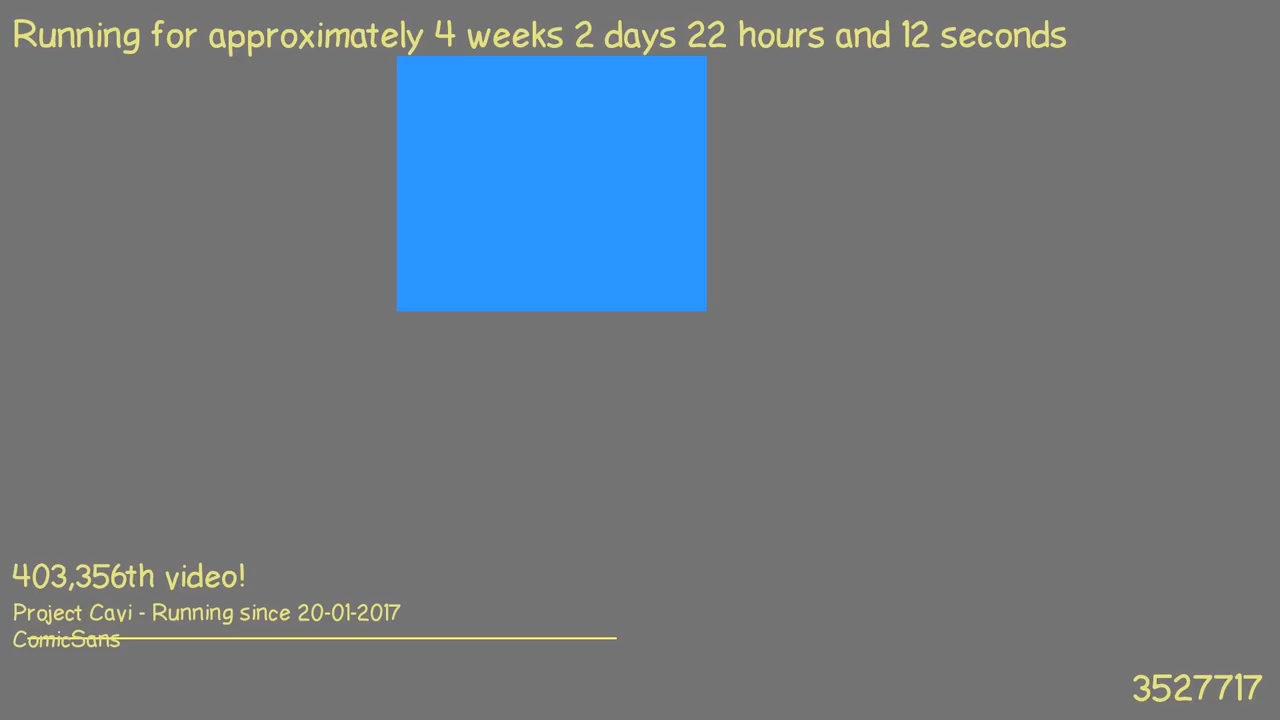 Running for approximately 4 weeks 2 days 22 hours and 12 seconds
403,356th video!
Project Cavi - Running since 20-01-2017
ComicSans
3527717